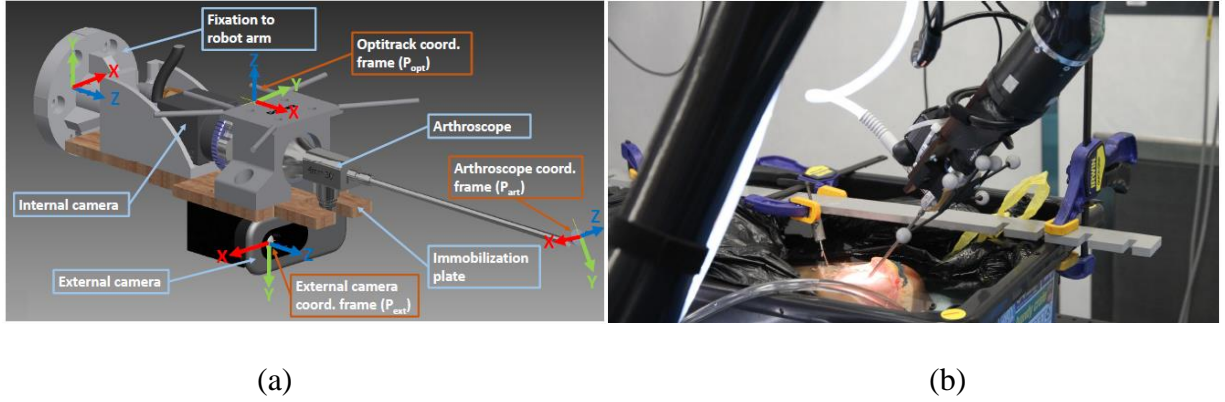 Fixation to
robot arm
Optitrack coord.
frame (Popt)
Y
X
Z
Z
Y
X
Arthroscope
Arthroscope coord.
frame (Part)
Z
X
Y
Internal camera
External camera
X
Z
Y
External camera
coord. frame (Pext)
Immobilization
plate
IRWIN
(a)
(b)